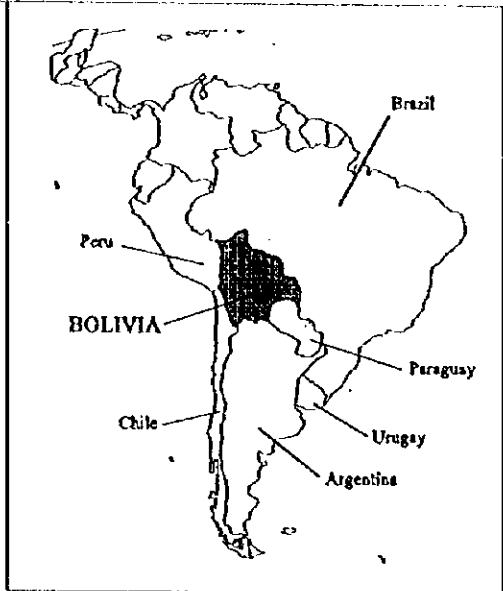 Brazil
Peru
BOLIVIA
Paraguay
Chile
Urugay
Argentina